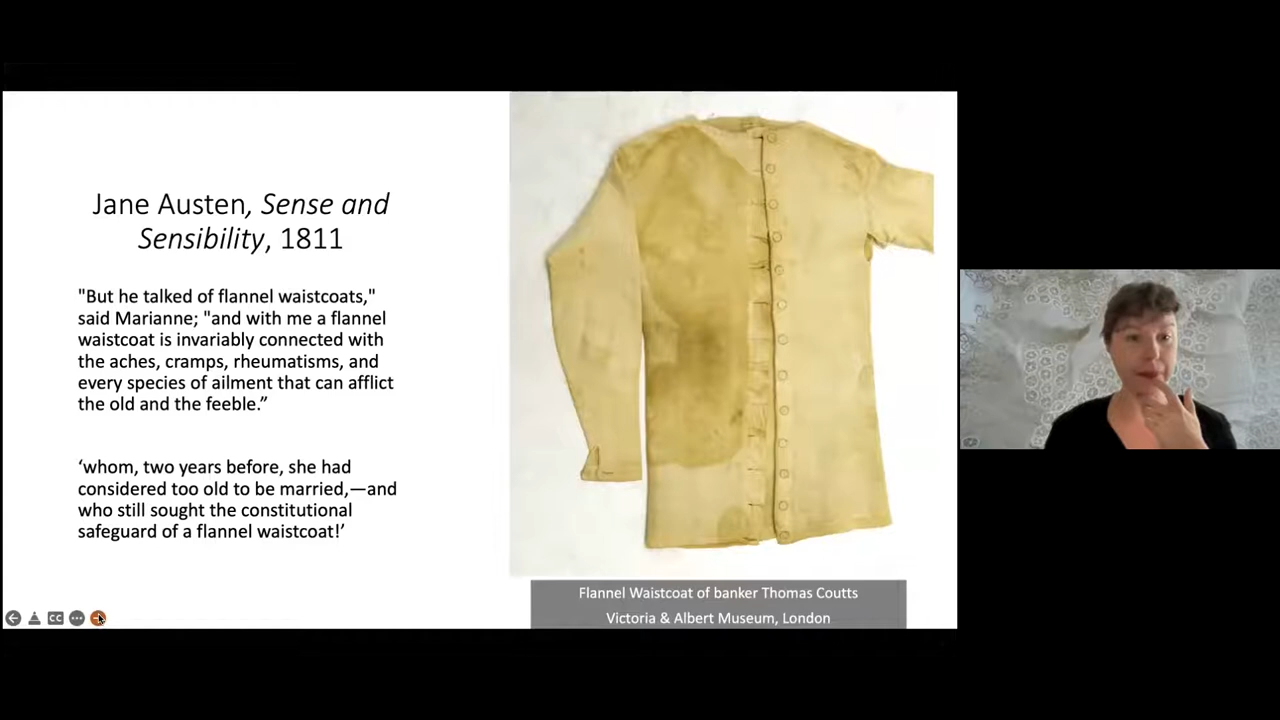 Jane Austen, Sense and
Sensibility, 1811
"But he talked of flannel waistcoats,"
said Marianne; "and with me a flannel
waistcoat is invariably connected with
the aches, cramps, rheumatisms, and
every species of ailment that can afflict
the old and the feeble.”
‘whom, two years before, she had
considered too old to be married,—and
who still sought the constitutional
safeguard of a flannel waistcoat!’
Flannel Waistcoat of banker Thomas Coutts
Victoria & Albert Museum, London
CC